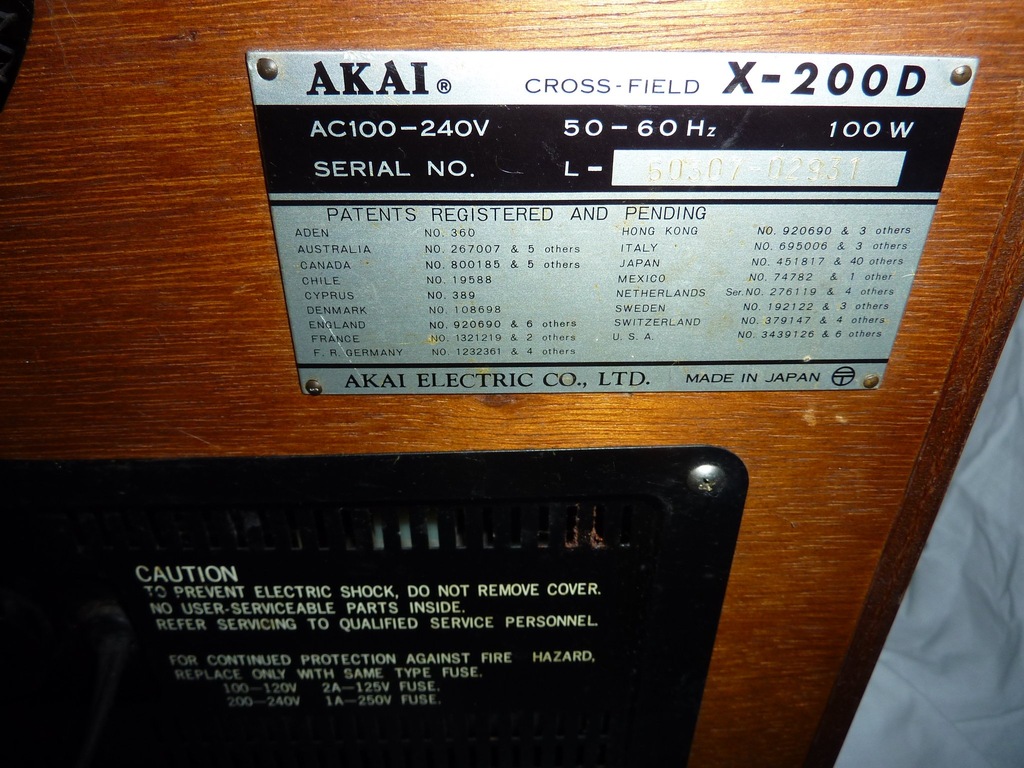 AKAI ® CROSS-FIELD X-200D
AC100-240V 50-60Hz 100W
SERIAL NO. L- 60507-02931
PATENTS REGISTERED AND PENDING
ADEN NO. 360 HONG KONG NO. 920690 & 3 others
AUSTRALIA NO. 267007 & 5 others ITALY NO. 695006 & 3 others
CANADA NO. 800185 & 5 others JAPAN NO. 451817 & 40 others
CHILE NO. 19588 MEXICO NO. 74782 & 1 other
CYPRUS NO. 389 NETHERLANDS Ser.NO. 276119 & 4 others
DENMARK NO. 108698 SWEDEN NO. 192122 & 3 others
ENGLAND NO. 920690 & 6 others SWITZERLAND NO. 379147 & 4 others
FRANCE NO. 1321219 & 2 others U. S. A. NO. 3439126 & 6 others
F. R. GERMANY NO. 1232361 & 4 others
AKAI ELECTRIC CO., LTD. MADE IN JAPAN
CAUTION
TO PREVENT ELECTRIC SHOCK, DO NOT REMOVE COVER.
NO USER-SERVICEABLE PARTS INSIDE.
REFER SERVICING TO QUALIFIED SERVICE PERSONNEL.
FOR CONTINUED PROTECTION AGAINST FIRE HAZARD,
REPLACE ONLY WITH SAME TYPE FUSE.
100-120V 2A-125V FUSE.
200-240V 1A-250V FUSE.